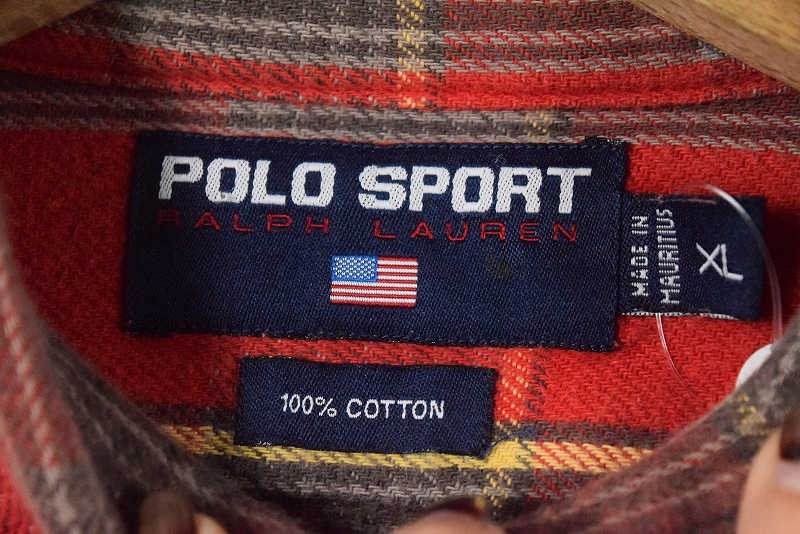 POLO SPORT
RALPH LAUREN
MADE IN
MAURITIUS
XL
100% COTTON